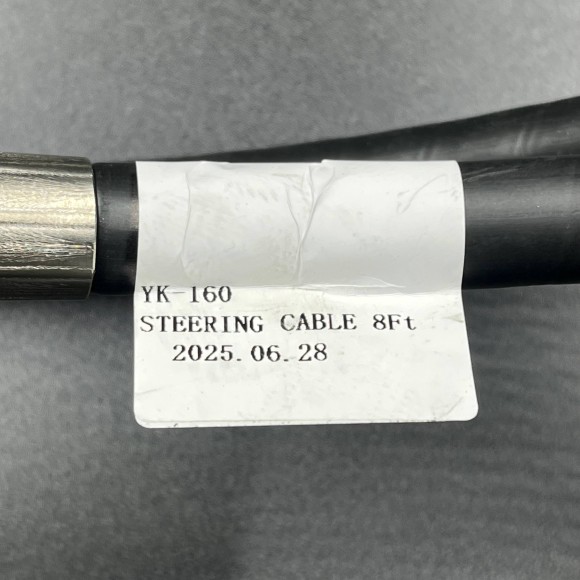 YK-160
STEERING CABLE 8Ft
2025.06.28